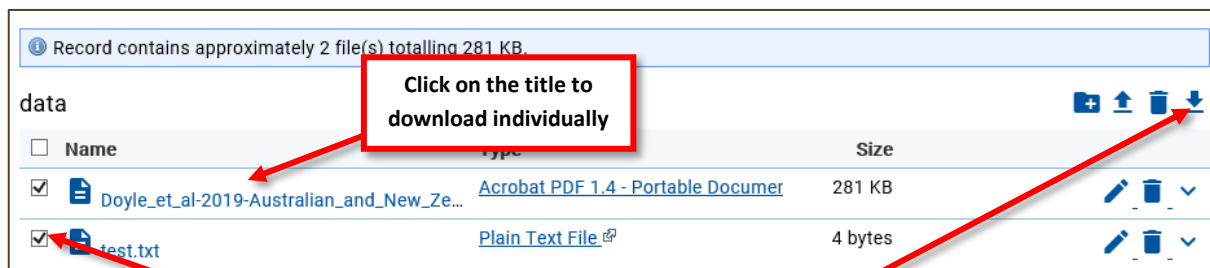 Record contains approximately 2 file(s) totalling 281 KB.
Click on the title to
download individually
data
Name Type Size
Doyle_et_al-2019-Australian_and_New_Ze... Acrobat PDF 1.4 - Portable Documer 281 KB
test.txt Plain Text File 4 bytes